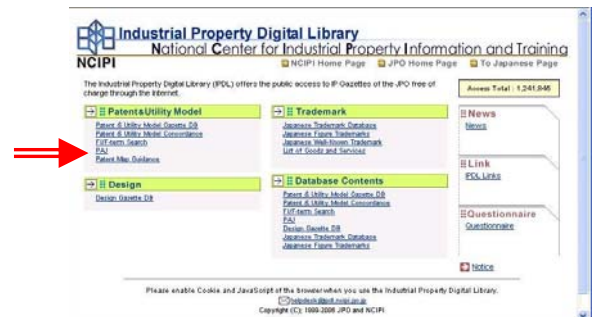 Industrial Property Digital Library
National Center for Industrial Property Information and Training
NCIPI
NCIPI Home Page JPO Home Page To Japanese Page
The Industrial Property Digital Library (IPDL) offers the public access to IP Gazettes of the JPO free of
charge through the Internet.
Access Total : 1,241,846
Patent&Utility Model
Patent & Utility Model Gazette DB
Patent & Utility Model Concordance
FI/F-term Search
PAJ
Patent Map Guidance
Design
Design Gazette DB
Trademark
Japanese Trademark Database
Japanese Figure Trademarks
Japanese Well-Known Trademark
List of Goods and Services
Database Contents
Patent & Utility Model Gazette DB
Patent & Utility Model Concordance
FI/F-term Search
PAJ
Design Gazette DB
Japanese Trademark Database
Japanese Figure Trademarks
News
News
Link
IPDL Links
Questionnaire
Questionnaire
Notice
Please enable Cookie and JavaScript of the browser when you use the Industrial Property Digital Library.
Copyright (C); 1999-2006 JPO and NCIPI